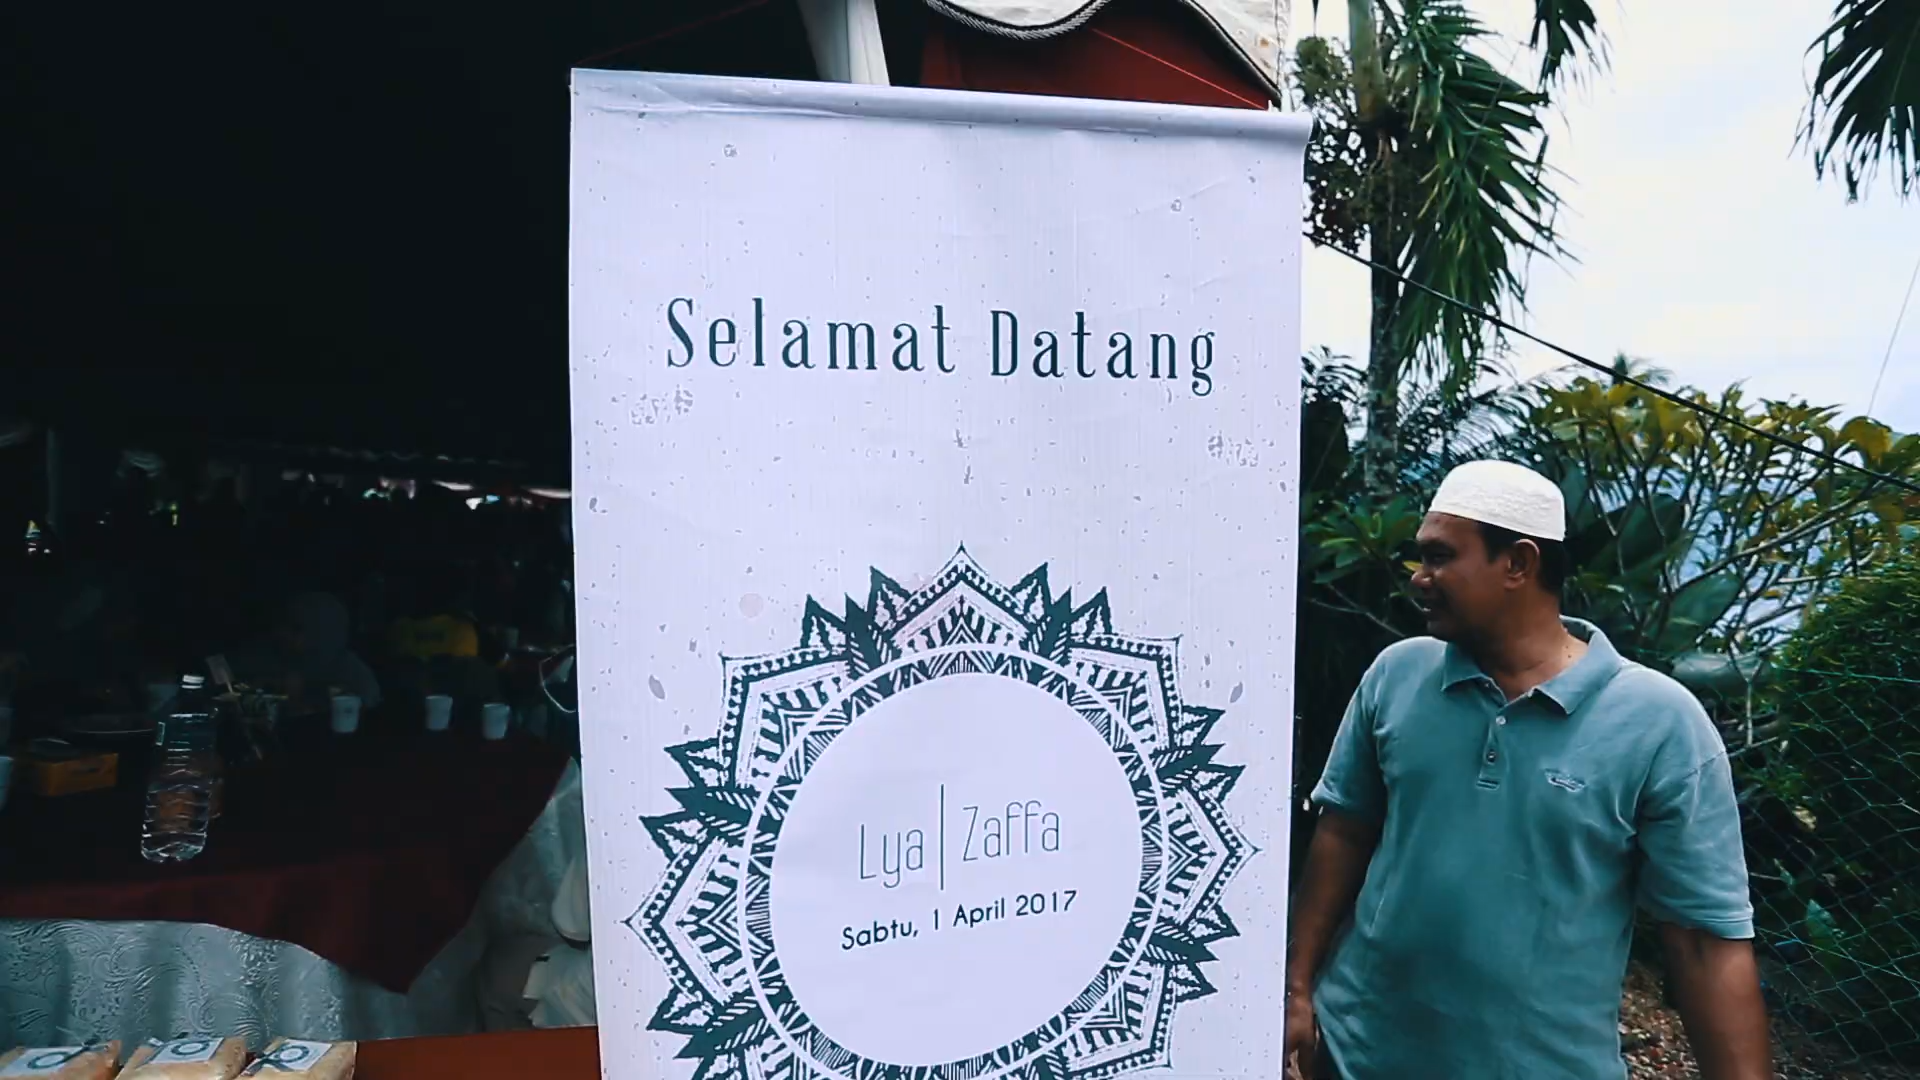 Selamat Datang
Lya | Zaffa
Sabtu, 1 April 2017